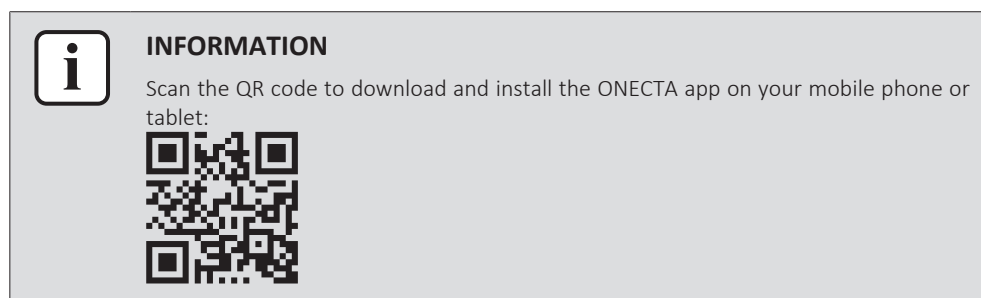 i
INFORMATION
Scan the QR code to download and install the ONECTA app on your mobile phone or
tablet: